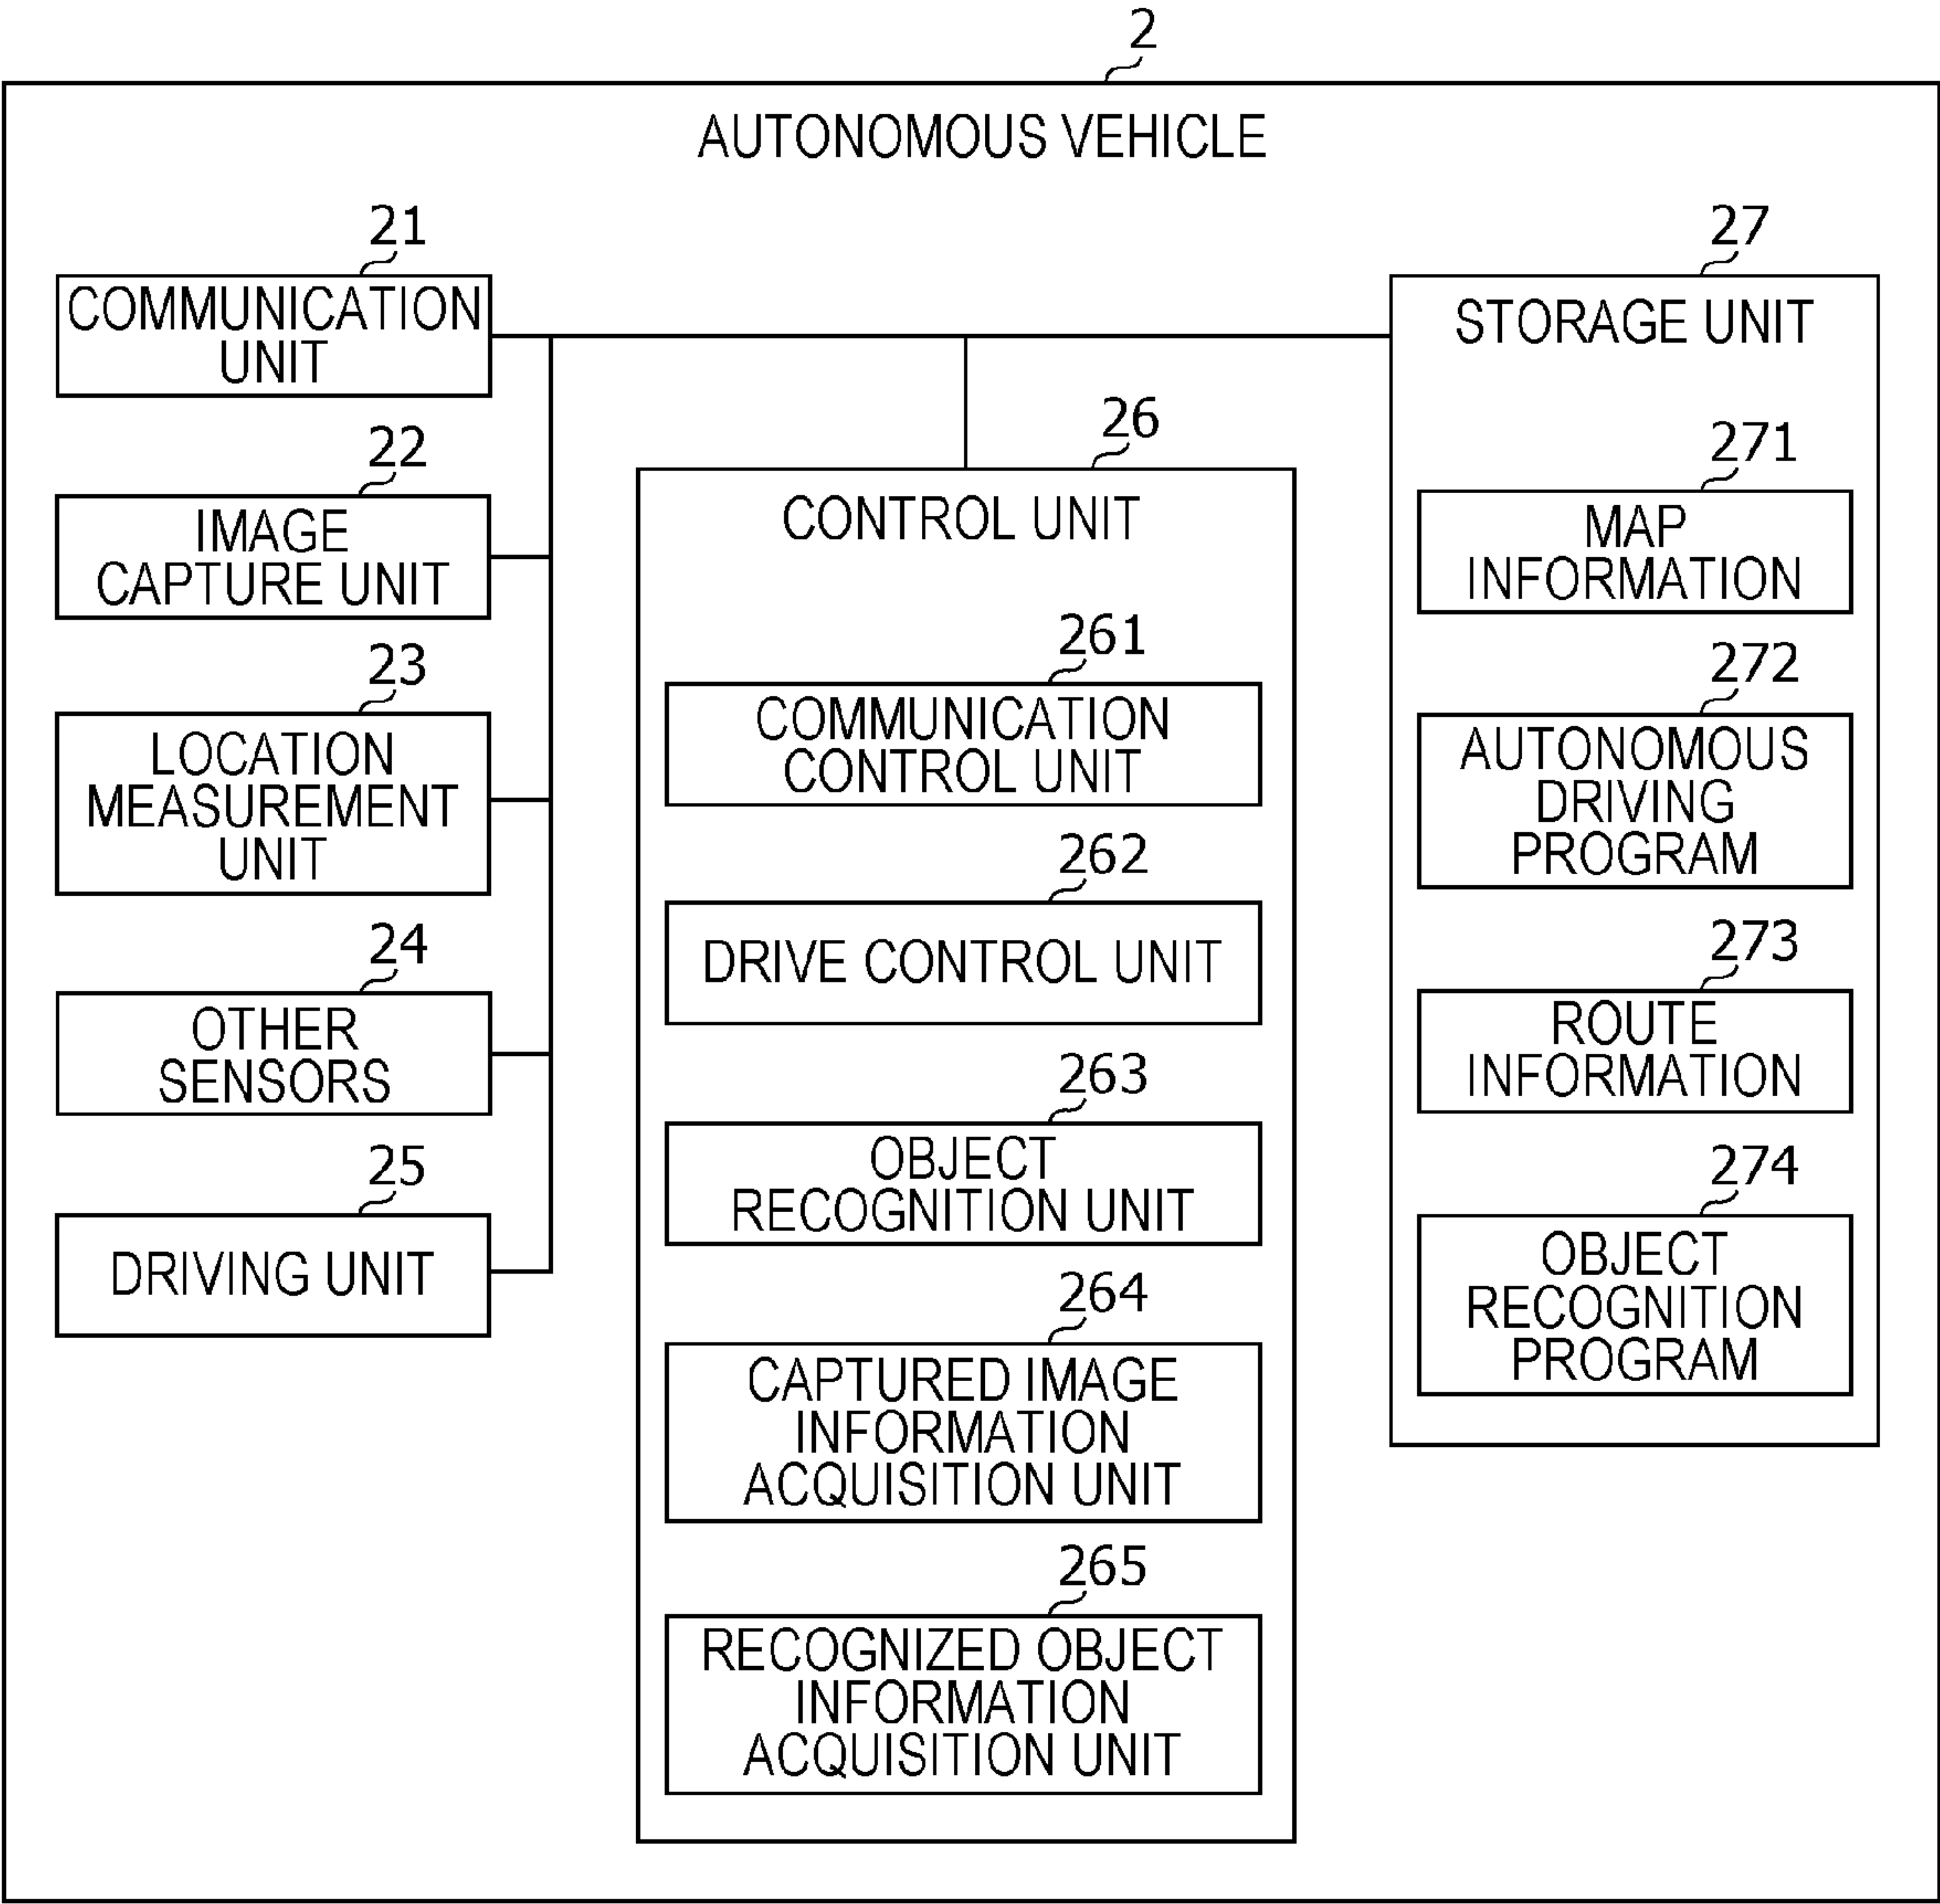 2
AUTONOMOUS VEHICLE
21
COMMUNICATION
UNIT
22
IMAGE
CAPTURE UNIT
23
LOCATION
MEASUREMENT
UNIT
24
OTHER
SENSORS
25
DRIVING UNIT
26
CONTROL UNIT
261
COMMUNICATION
CONTROL UNIT
262
DRIVE CONTROL UNIT
263
OBJECT
RECOGNITION UNIT
264
CAPTURED IMAGE
INFORMATION
ACQUISITION UNIT
265
RECOGNIZED OBJECT
INFORMATION
ACQUISITION UNIT
27
STORAGE UNIT
271
MAP
INFORMATION
272
AUTONOMOUS
DRIVING
PROGRAM
273
ROUTE
INFORMATION
274
OBJECT
RECOGNITION
PROGRAM